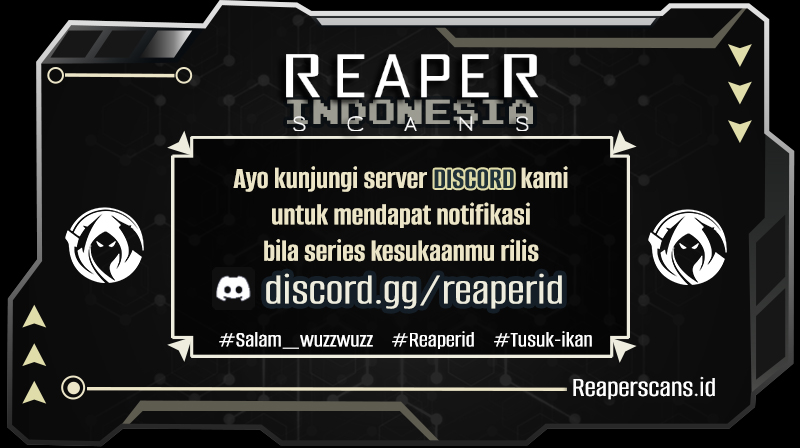 REAPER
INDONESIA
SCANS
Ayo kunjungi server DISCORD kami
untuk mendapat notifikasi
bila series kesukaanmu rilis
discord.gg/reaperid
#Salam__wuzzwuzz #Reaperid #Tusuk-ikan
Reaperscans.id